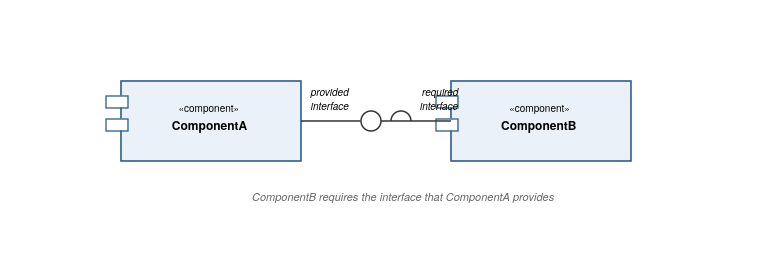 provided
interface
required
interface
«component»
ComponentA
«component»
ComponentB
ComponentB requires the interface that ComponentA provides